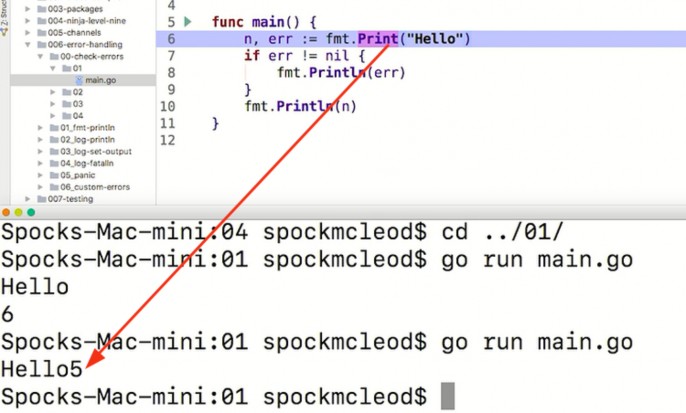 Z: Structure
003-packages
004-ninja-level-nine
005-channels
006-error-handling
00-check-errors
01
main.go
02
03
04
01_fmt-println
02_log-println
03_log-set-output
04_log-fatalln
05_panic
06_custom-errors
007-testing
4
5 func main() {
6 n, err := fmt.Print("Hello")
7 if err != nil {
8 fmt.Println(err)
9 }
10 fmt.Println(n)
11 }
12
Spocks-Mac-mini:04 spockmcleod$ cd ../01/
Spocks-Mac-mini:01 spockmcleod$ go run main.go
Hello
6
Spocks-Mac-mini:01 spockmcleod$ go run main.go
Hello5
Spocks-Mac-mini:01 spockmcleod$